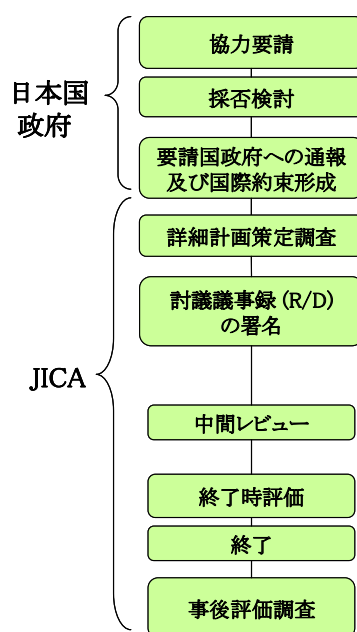 日本国
政府
協力要請
採否検討
要請国政府への通報
及び国際約束形成
JICA
詳細計画策定調査
討議議事録 (R/D)
の署名
中間レビュー
終了時評価
終了
事後評価調査